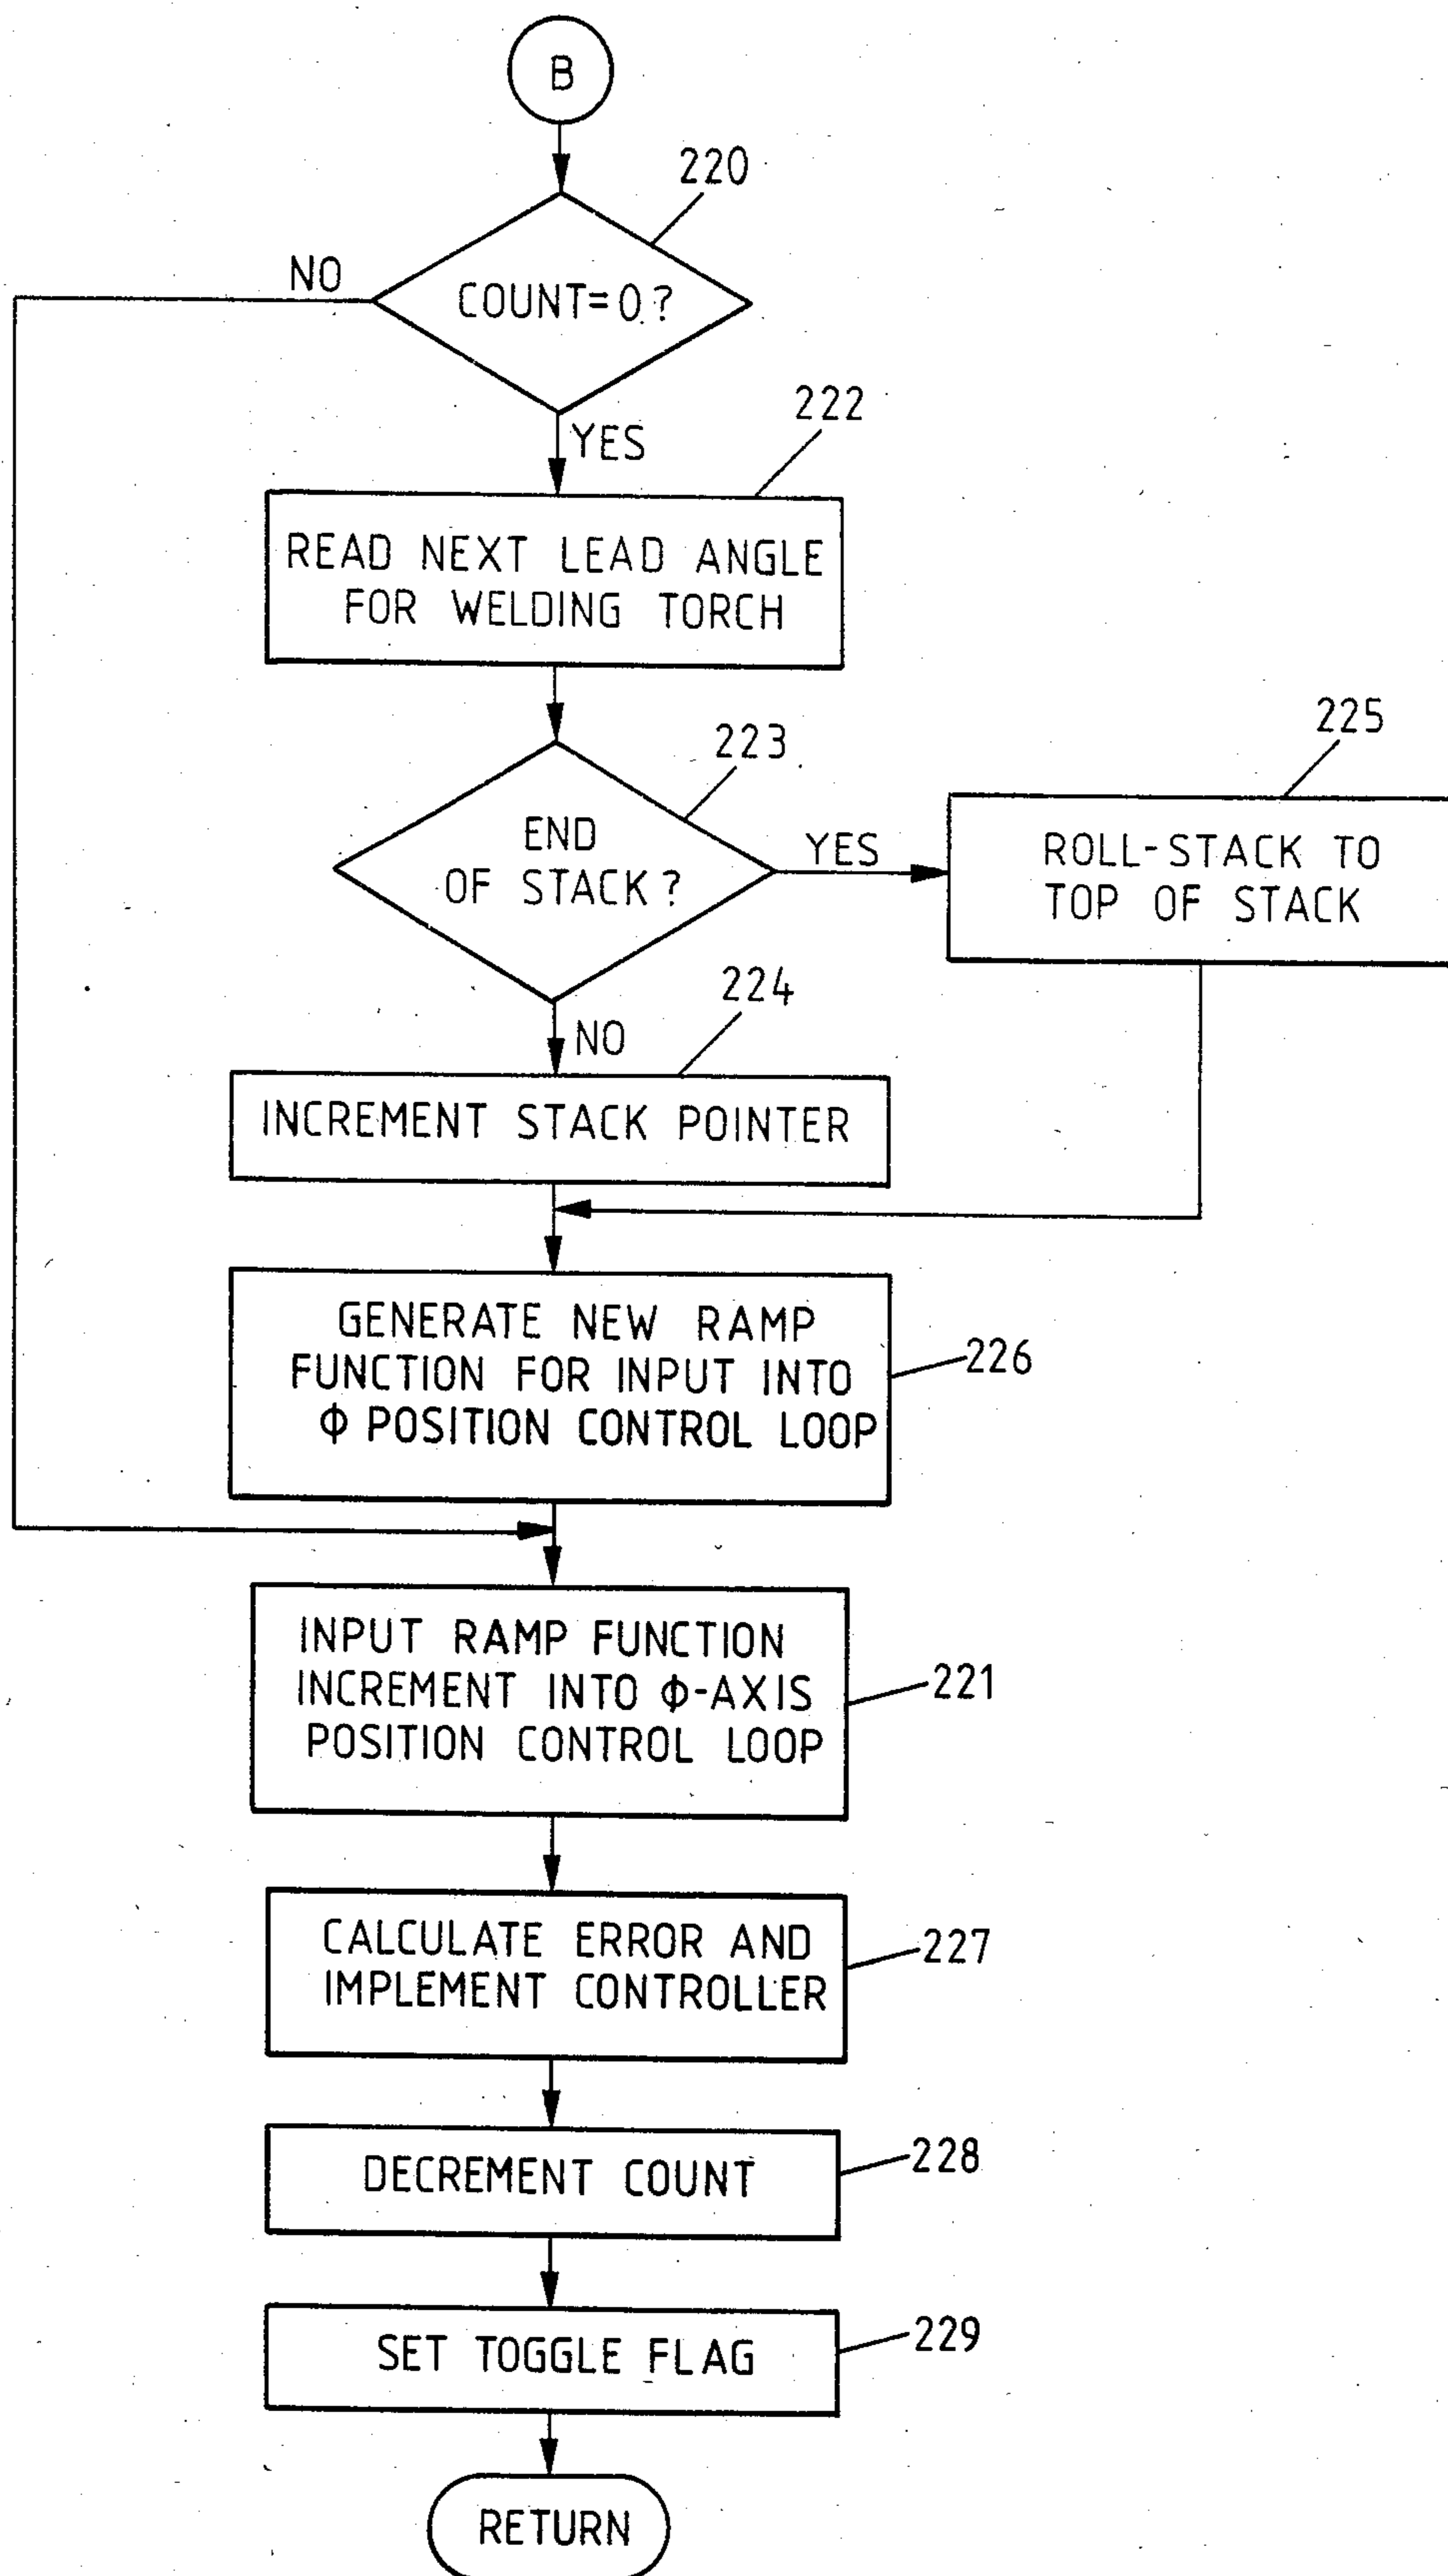 B
220
NO
COUNT=0?
222
YES
READ NEXT LEAD ANGLE
FOR WELDING TORCH
223
225
END
OF STACK?
YES
ROLL-STACK TO
TOP OF STACK
224
NO
INCREMENT STACK POINTER
GENERATE NEW RAMP
FUNCTION FOR INPUT INTO
Φ POSITION CONTROL LOOP
226
INPUT RAMP FUNCTION
INCREMENT INTO Φ-AXIS
POSITION CONTROL LOOP
221
CALCULATE ERROR AND
IMPLEMENT CONTROLLER
227
DECREMENT COUNT
228
SET TOGGLE FLAG
229
RETURN